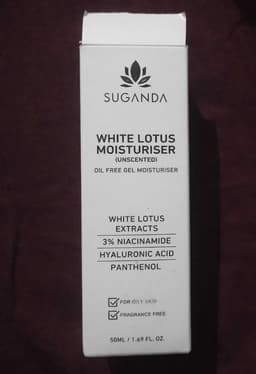 SUGANDA
WHITE LOTUS
MOISTURISER
(UNSCENTED)
OIL FREE GEL MOISTURISER
WHITE LOTUS
EXTRACTS
3% NIACINAMIDE
HYALURONIC ACID
PANTHENOL
FOR OILY SKIN
FRAGRANCE FREE
50ML / 1.69 FL. OZ.